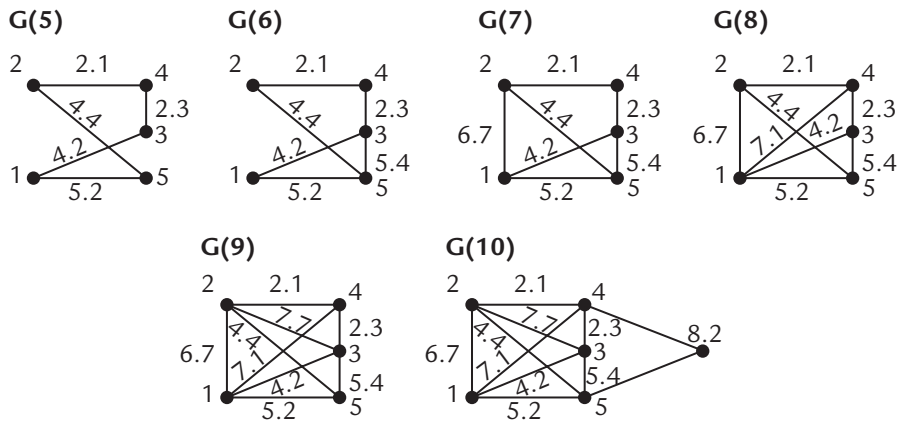 G(5)
G(6)
G(7)
G(8)
2 2.1 4
4.4 2.3
4.2 3
1 5.2 5
2 2.1 4
4.4 2.3
4.2 3
5.4
1 5.2 5
2 2.1 4
4.4 2.3
6.7 4.2 3
5.4
1 5.2 5
2 2.1 4
4.4 2.3
6.7 7.1 4.2 3
5.4
1 5.2 5
G(9)
G(10)
2 2.1 4
7.7
4.4 2.3
6.7 7.1 3
4.2 5.4
1 5.2 5
2 2.1 4
7.7
4.4 2.3 8.2
6.7 7.1 3
4.2 5.4
1 5.2 5